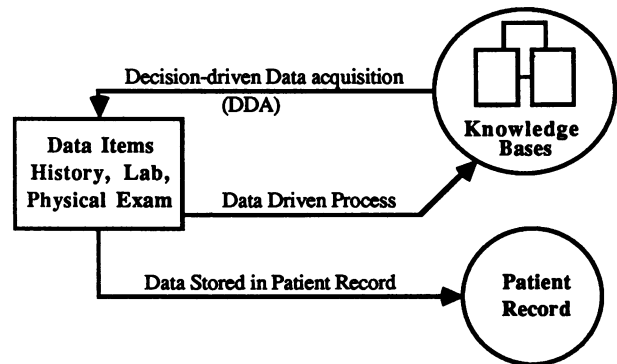 Decision-driven Data acquisition
(DDA)
Knowledge
Bases
Data Items
History, Lab,
Physical Exam
Data Driven Process
Data Stored in Patient Record
Patient
Record